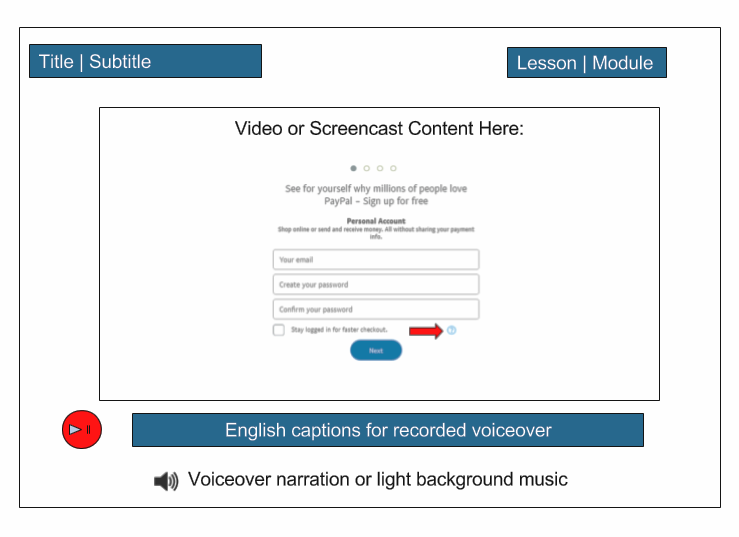 Title | Subtitle
Lesson | Module
Video or Screencast Content Here:
See for yourself why millions of people love
PayPal – Sign up for free
Personal Account
Shop online or send and receive money. All without sharing your payment
info.
Your email
Create your password
Confirm your password
Stay logged in for faster checkout.
?
Next
English captions for recorded voiceover
Voiceover narration or light background music